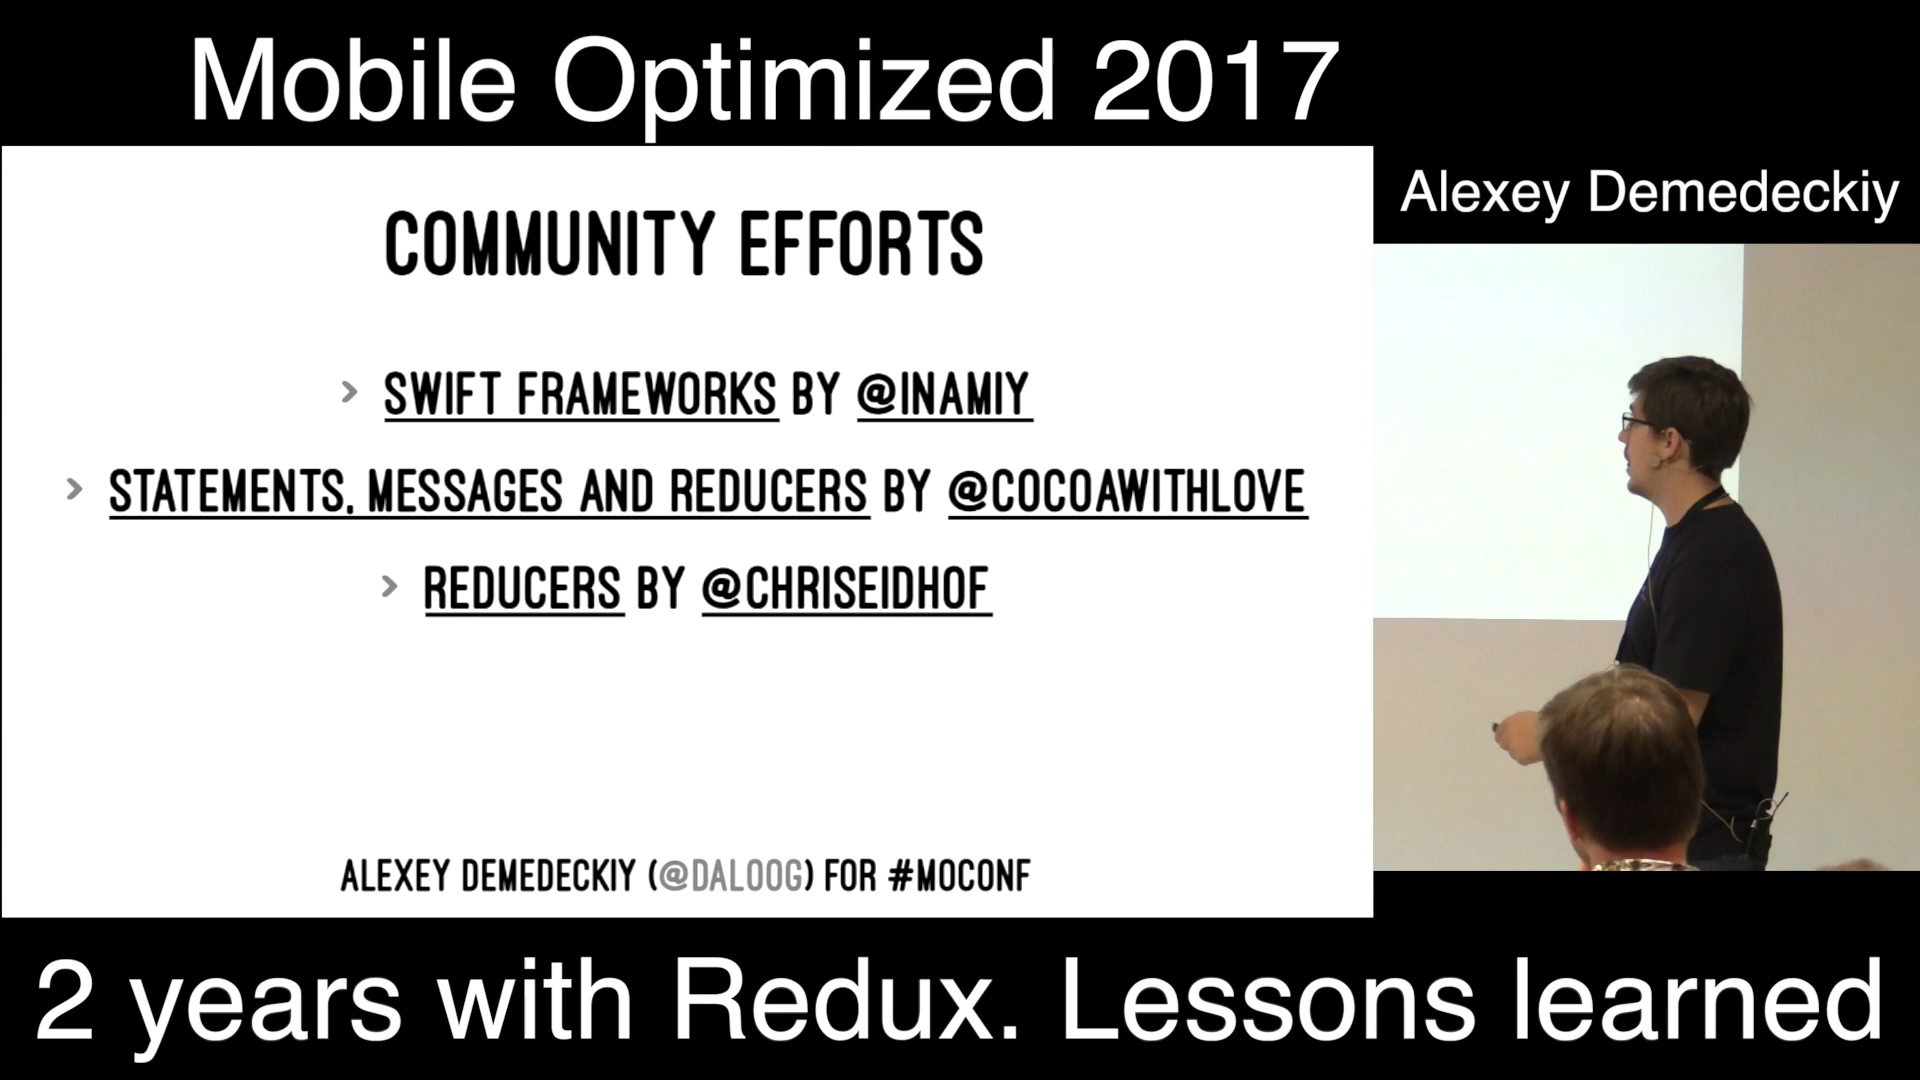 Mobile Optimized 2017
Alexey Demedeckiy
COMMUNITY EFFORTS
> SWIFT FRAMEWORKS BY @INAMIY
> STATEMENTS, MESSAGES AND REDUCERS BY @COCOAWITHLOVE
> REDUCERS BY @CHRISEIDHOF
ALEXEY DEMEDECKIY (@DALOOG) FOR #MOCONF
2 years with Redux. Lessons learned